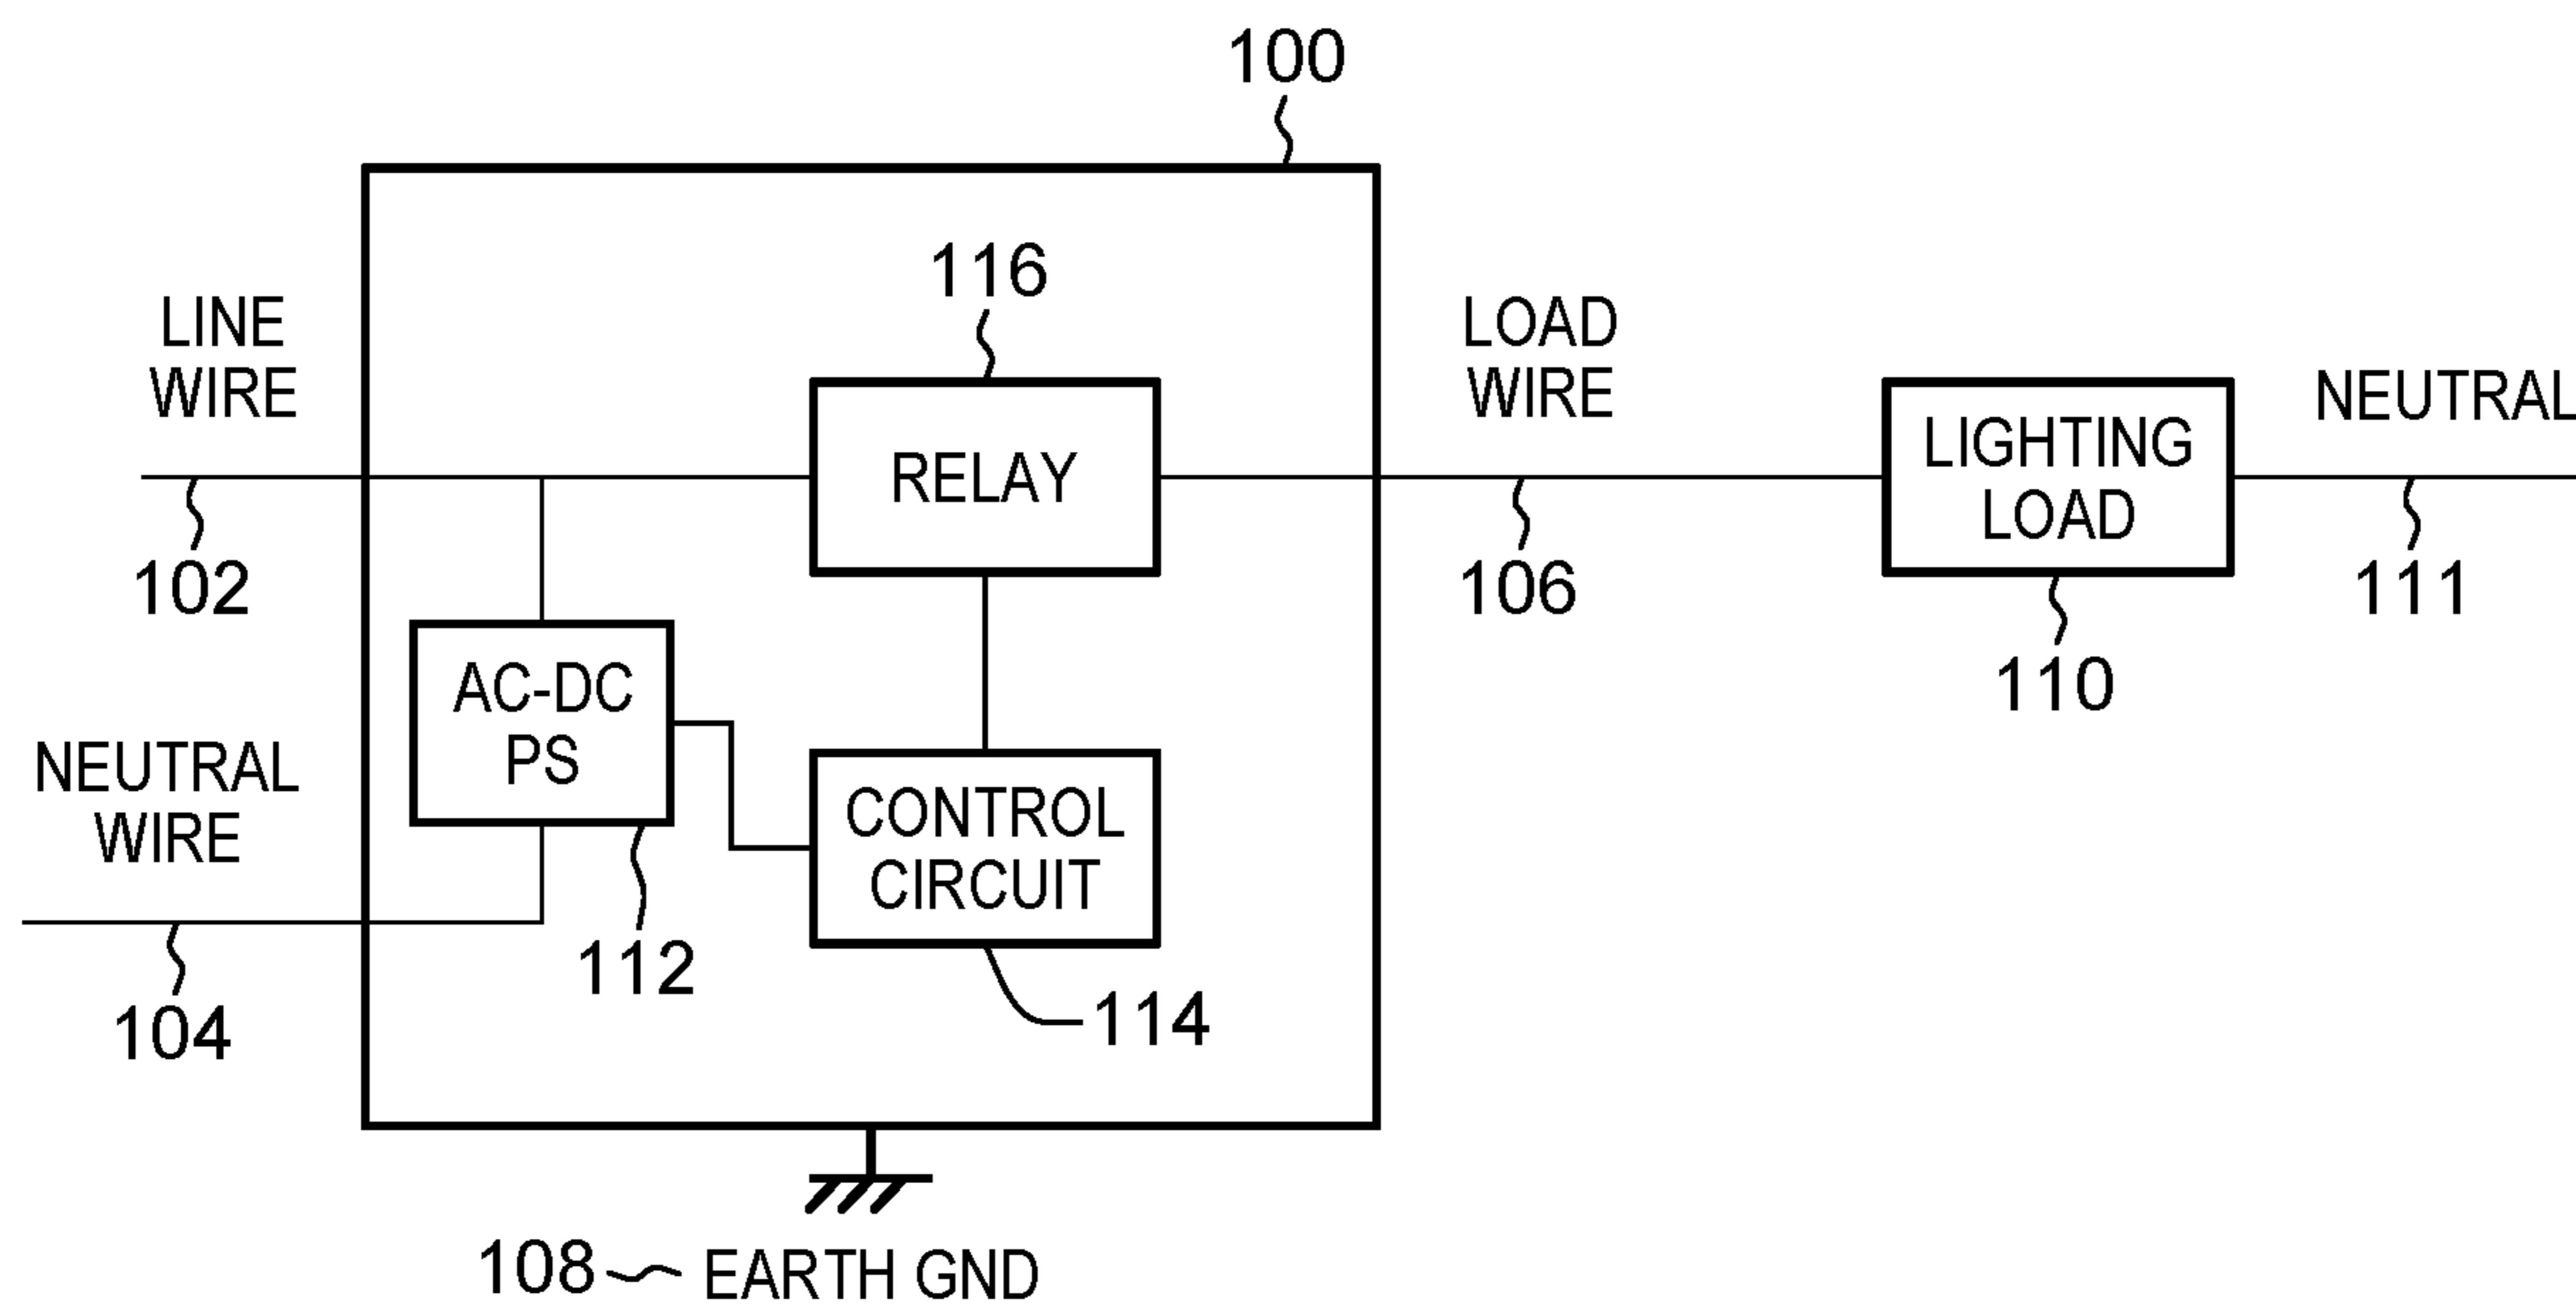 100
116
LINE
WIRE
LOAD
WIRE
NEUTRAL
RELAY
LIGHTING
LOAD
102
106
111
110
AC-DC
PS
NEUTRAL
WIRE
CONTROL
CIRCUIT
112
114
104
108
EARTH GND